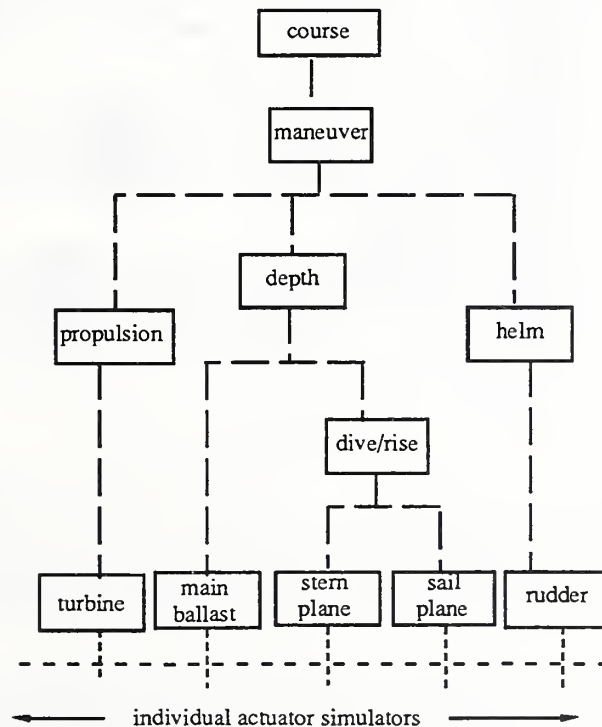 course
maneuver
depth
propulsion
helm
dive/rise
turbine
main
ballast
stern
plane
sail
plane
rudder
individual actuator simulators